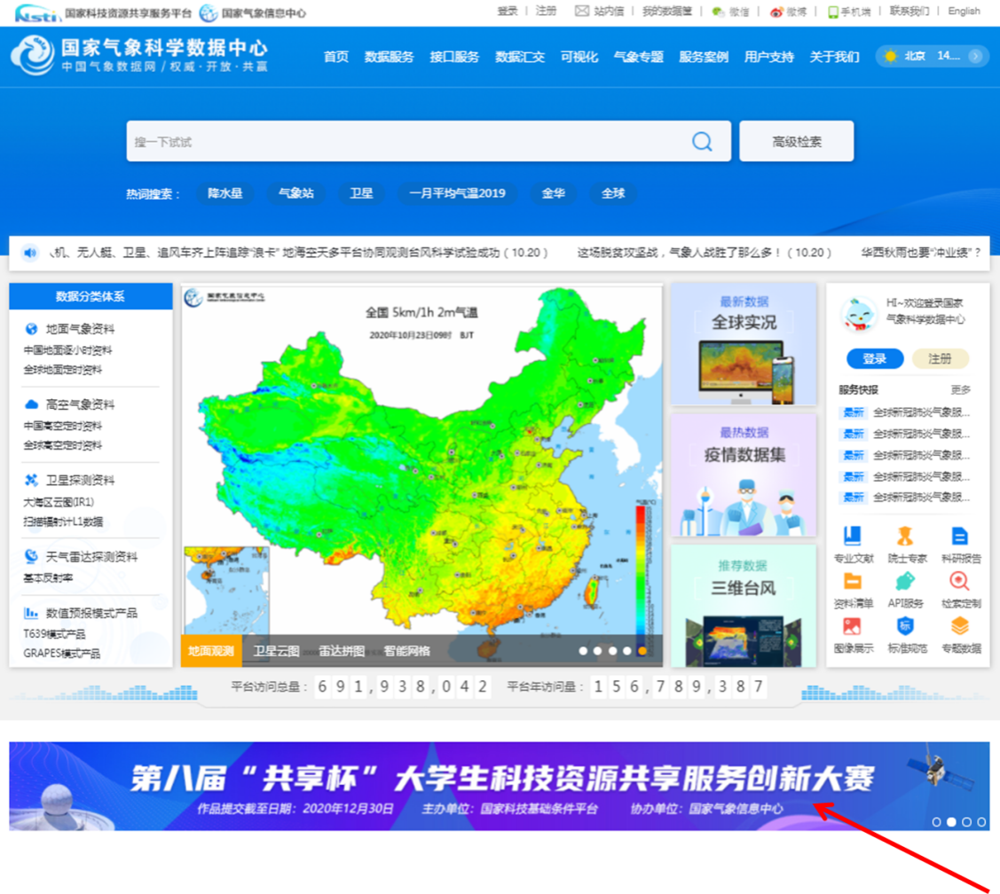 Nsti 国家科技资源共享服务平台 国家气象信息中心
登录 | 注册 站内信 | 我的数据筐 | 微信 | 微博 | 手机端 | 联系我们 | English
国家气象科学数据中心
中国气象数据网 / 权威 · 开放 · 共赢
首页 数据服务 接口服务 数据汇交 可视化 气象专题 服务案例 用户支持 关于我们
北京 14....
搜一下试试
高级检索
热词搜索： 降水量 气象站 卫星 一月平均气温2019 金华 全球
机、无人艇、卫星、追风车齐上阵追踪“浪卡” 地海空天多平台协同观测台风科学试验成功（10.20） 这场脱贫攻坚战，气象人战胜了那么多！（10.20） 华西秋雨也要“冲业绩”？
数据分类体系
地面气象资料
中国地面逐小时资料
全球地面定时资料
高空气象资料
中国高空定时资料
全球高空定时资料
卫星探测资料
大海区云图(IR1)
扫描辐射计L1数据
天气雷达探测资料
基本反射率
数值预报模式产品
T639模式产品
GRAPES模式产品
国家气象信息中心
全国 5km/1h 2m气温
2020年10月23日09时 BJT
气温(℃)
地面观测 卫星云图 雷达拼图 智能网格
最新数据
全球实况
最热数据
疫情数据集
推荐数据
三维台风
HI~欢迎登录国家
气象科学数据中心
登录 注册
服务快报 更多
最新 全球新冠肺炎气象服...
最新 全球新冠肺炎气象服...
最新 全球新冠肺炎气象服...
最新 全球新冠肺炎气象服...
最新 全球新冠肺炎气象服...
专业文献 院士专家 科研报告
资料清单 API服务 检索定制
图像展示 标准规范 专题数据
平台访问总量： 691,938,042 平台年访问量： 156,789,387
第八届“共享杯”大学生科技资源共享服务创新大赛
作品提交截至日期：2020年12月30日 主办单位：国家科技基础条件平台 协办单位：国家气象信息中心